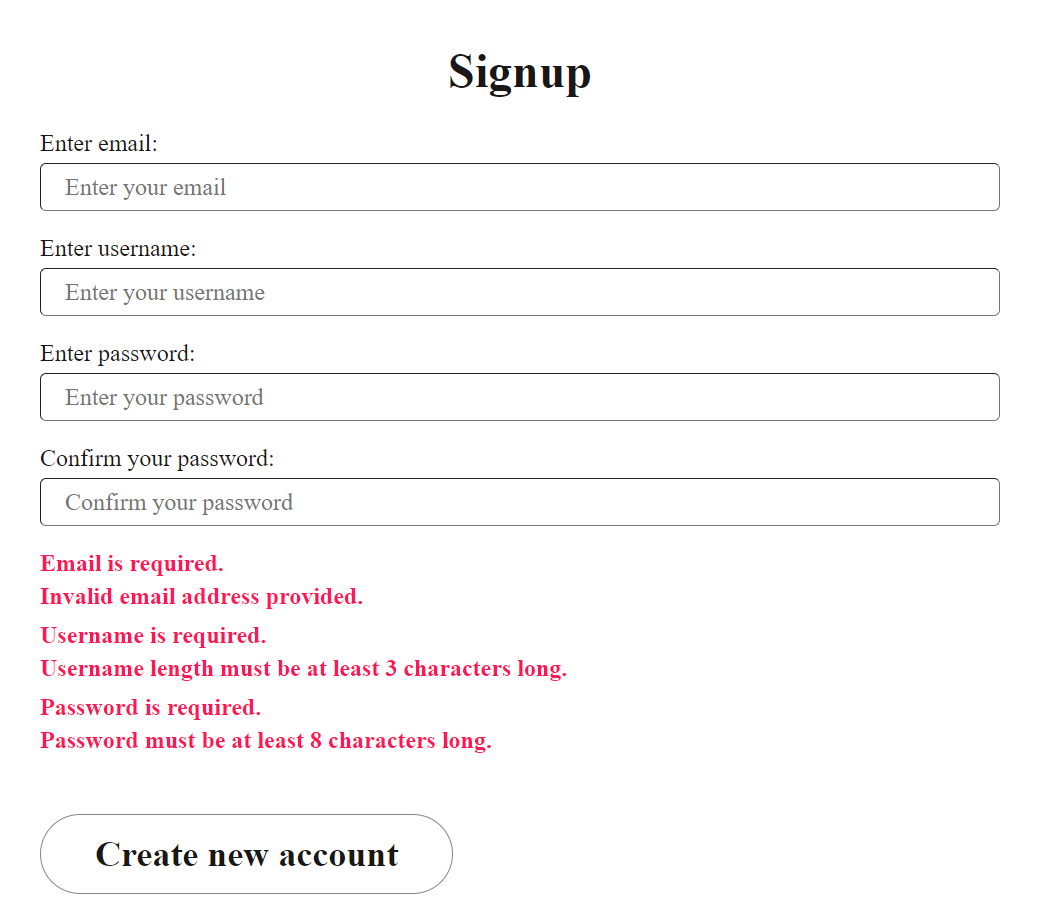 Signup
Enter email:
Enter your email
Enter username:
Enter your username
Enter password:
Enter your password
Confirm your password:
Confirm your password
Email is required.
Invalid email address provided.
Username is required.
Username length must be at least 3 characters long.
Password is required.
Password must be at least 8 characters long.
Create new account